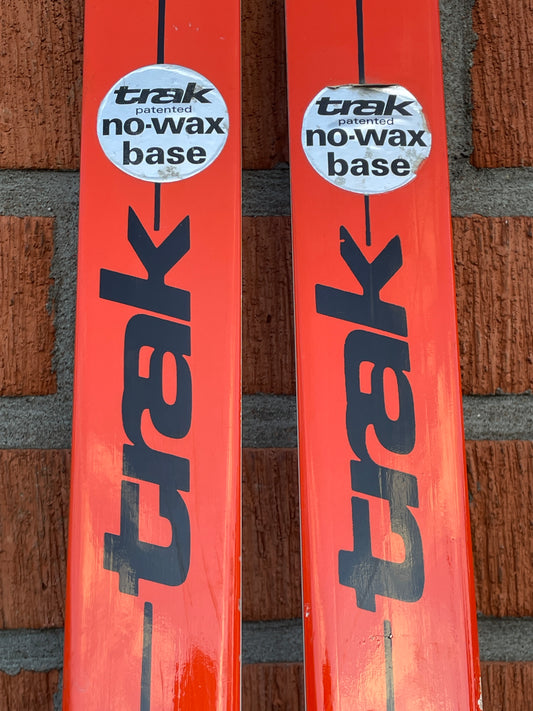 trak
patented
no-wax
base
trak
trak
patented
no-wax
base
trak